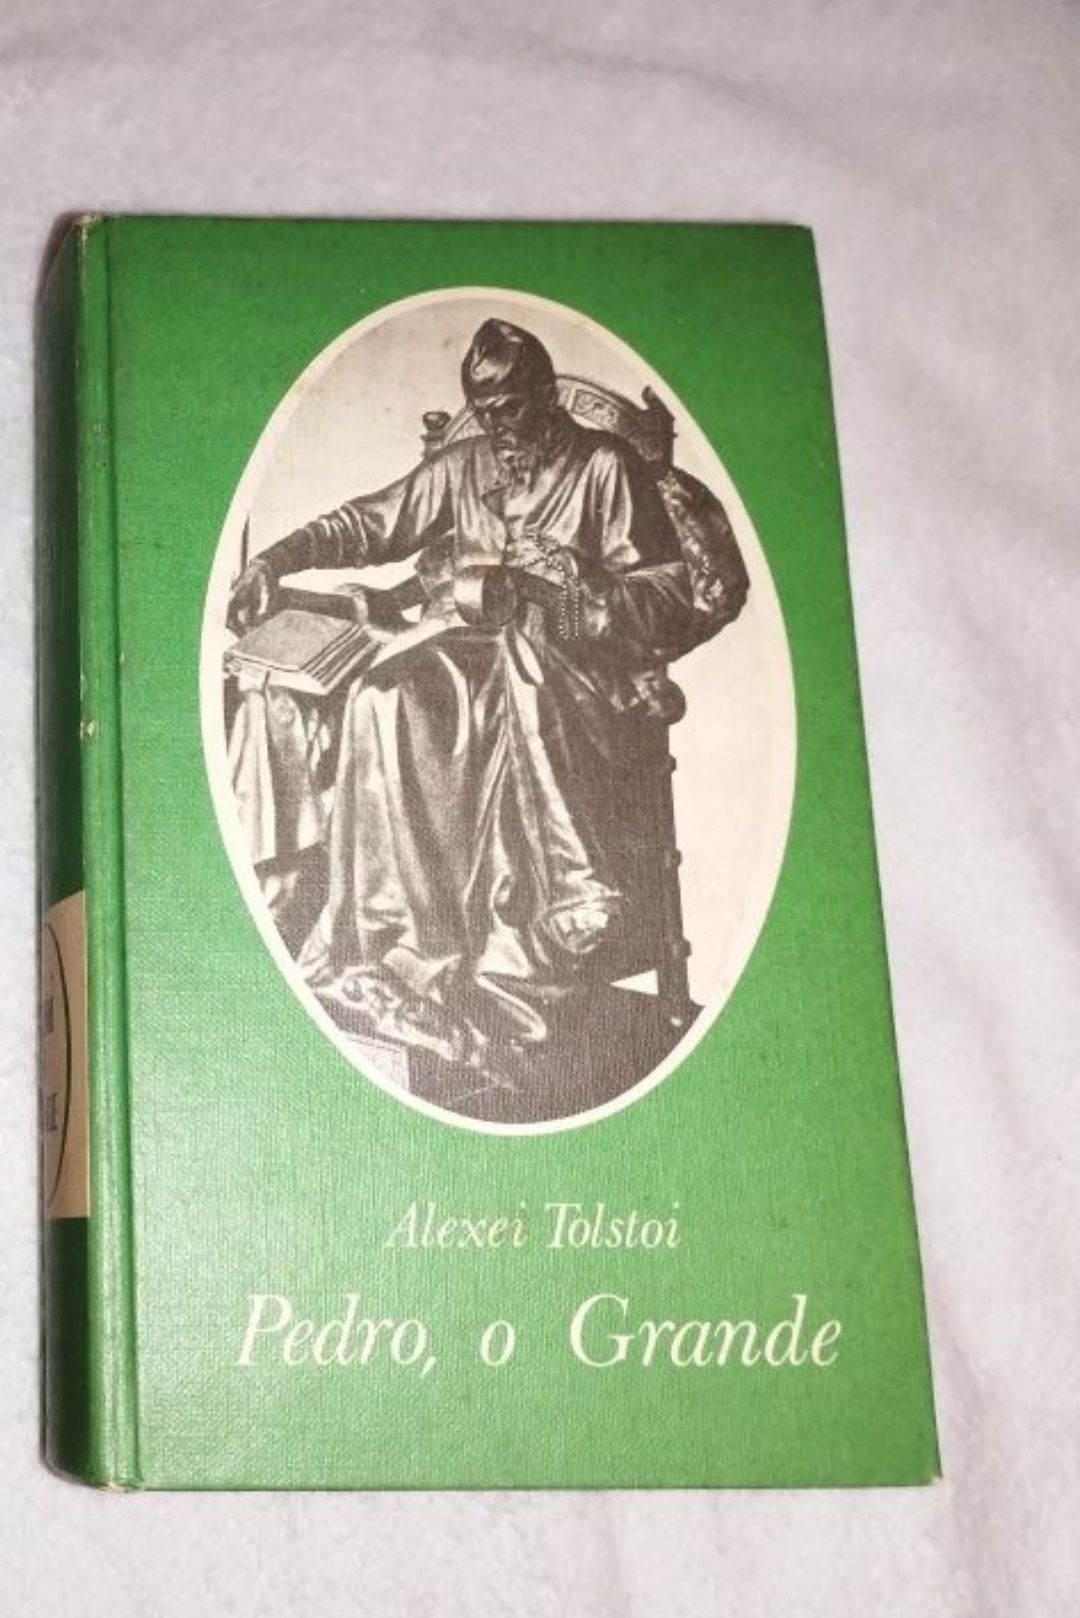 Alexei Tolstoi
Pedro, o Grande